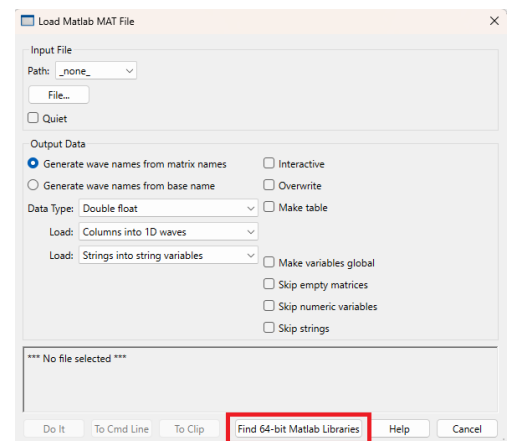 Load Matlab MAT File
Input File
Path: _none_
File...
Quiet
Output Data
Generate wave names from matrix names
Interactive
Generate wave names from base name
Overwrite
Data Type: Double float
Make table
Load: Columns into 1D waves
Load: Strings into string variables
Make variables global
Skip empty matrices
Skip numeric variables
Skip strings
*** No file selected ***
Do It To Cmd Line To Clip Find 64-bit Matlab Libraries Help Cancel